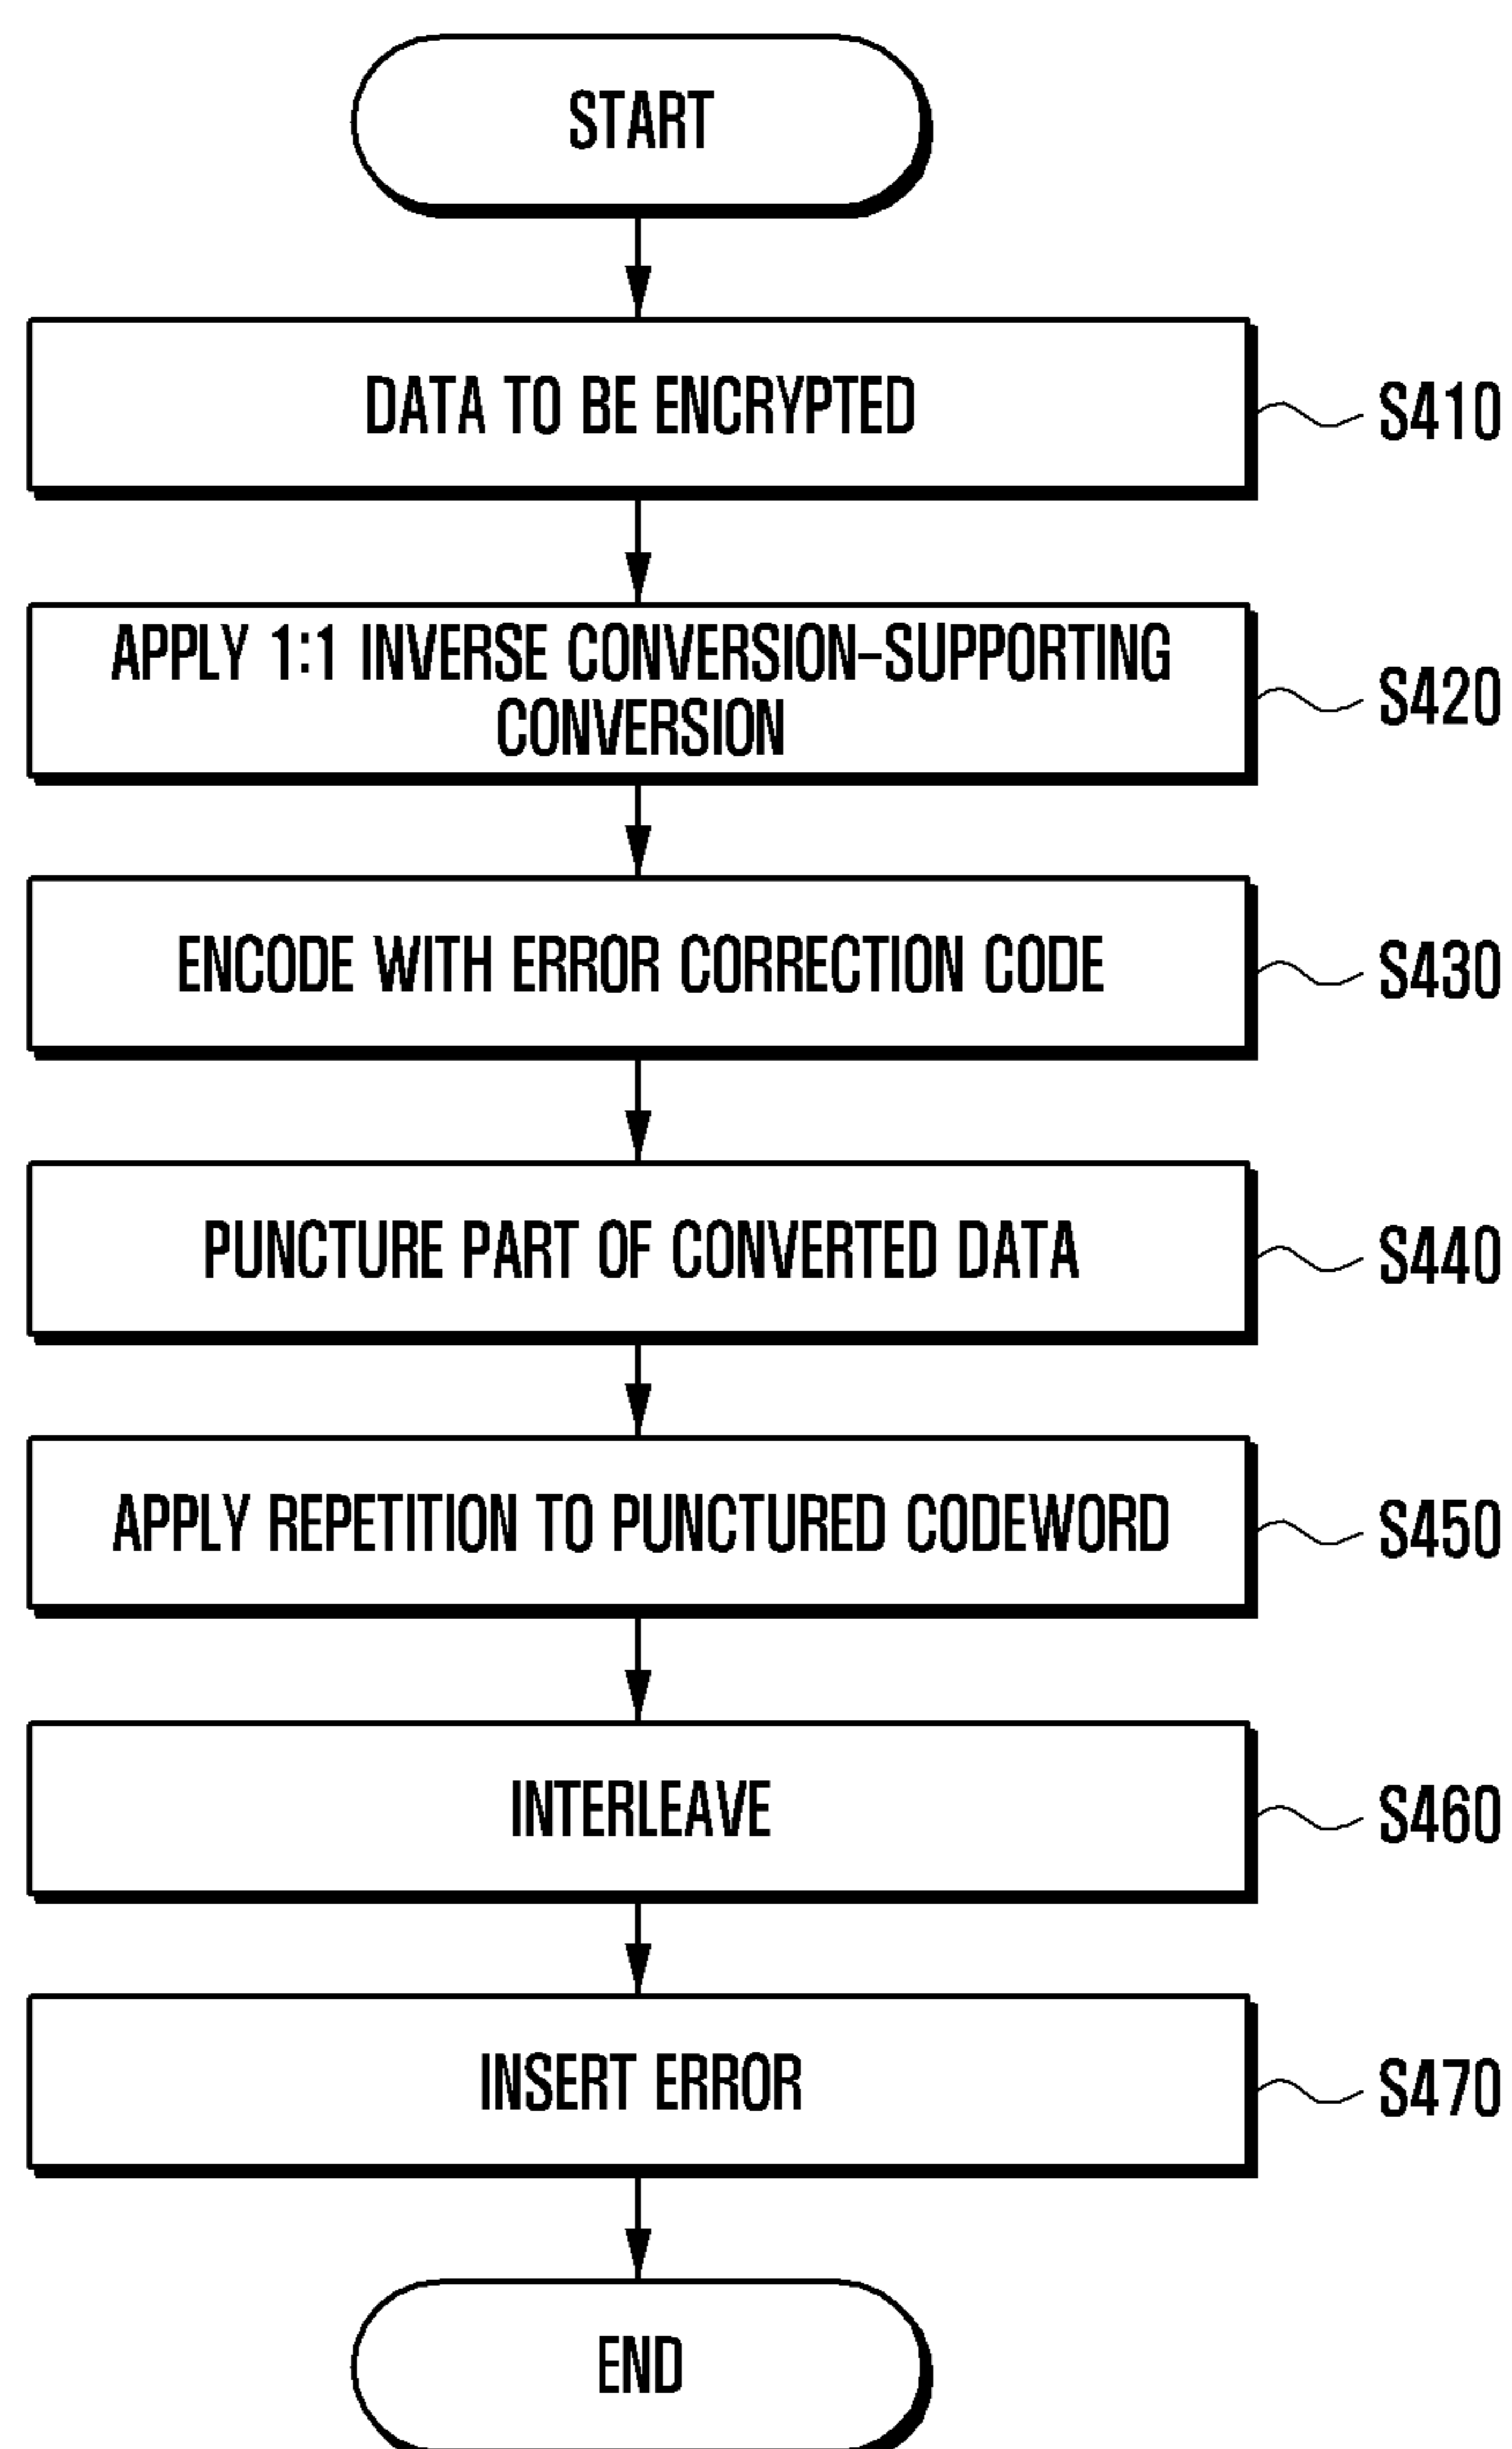 START
DATA TO BE ENCRYPTED
S410
APPLY 1:1 INVERSE CONVERSION-SUPPORTING
CONVERSION
S420
ENCODE WITH ERROR CORRECTION CODE
S430
PUNCTURE PART OF CONVERTED DATA
S440
APPLY REPETITION TO PUNCTURED CODEWORD
S450
INTERLEAVE
S460
INSERT ERROR
S470
END